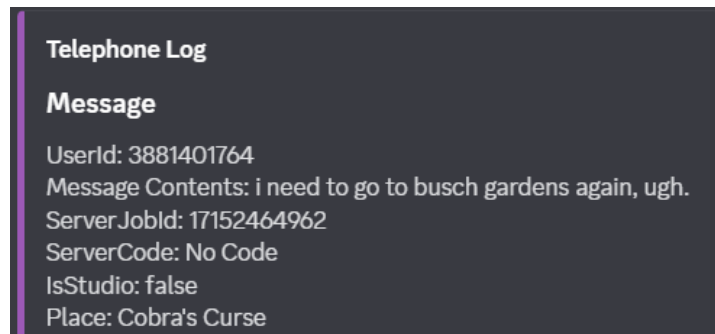 Telephone Log
Message
UserId: 3881401764
Message Contents: i need to go to busch gardens again, ugh.
ServerJobId: 17152464962
ServerCode: No Code
IsStudio: false
Place: Cobra's Curse